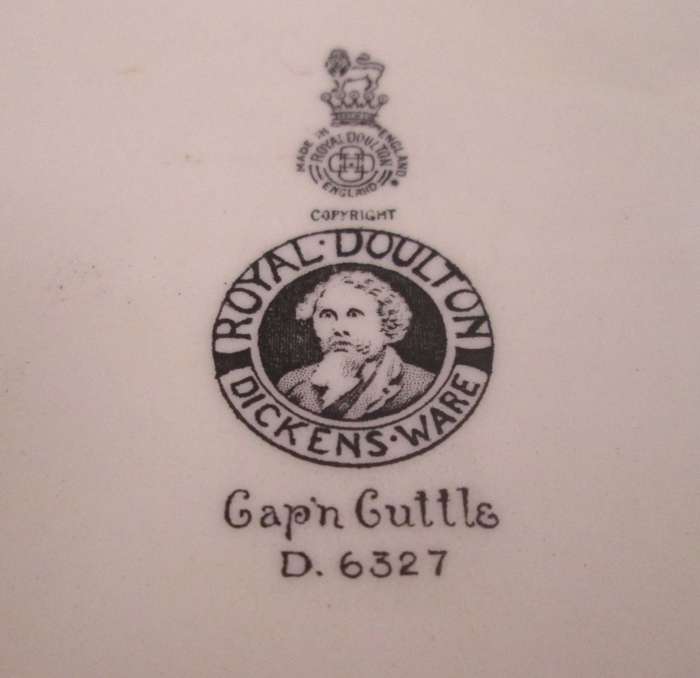 MADE IN ENGLAND
ROYAL DOULTON
ENGLAND
COPYRIGHT
ROYAL · DOULTON
DICKENS · WARE
Cap'n Cuttle
D. 6327